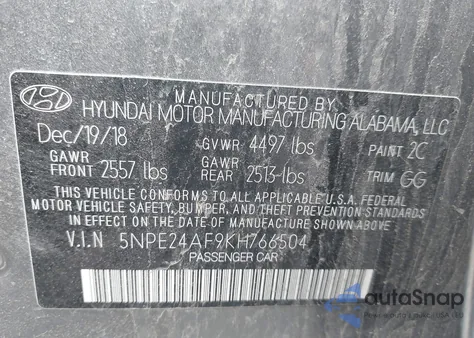 MANUFACTURED BY
HYUNDAI MOTOR MANUFACTURING ALABAMA, LLC
Dec/19/18 GVWR 4497 lbs PAINT 2C
GAWR FRONT 2557 lbs GAWR REAR 2513 lbs TRIM GG
THIS VEHICLE CONFORMS TO ALL APPLICABLE U.S.A. FEDERAL
MOTOR VEHICLE SAFETY, BUMPER, AND THEFT PREVENTION STANDARDS
IN EFFECT ON THE DATE OF MANUFACTURE SHOWN ABOVE.
V.I.N 5NPE24AF9KH766504
PASSENGER CAR
autoSnap